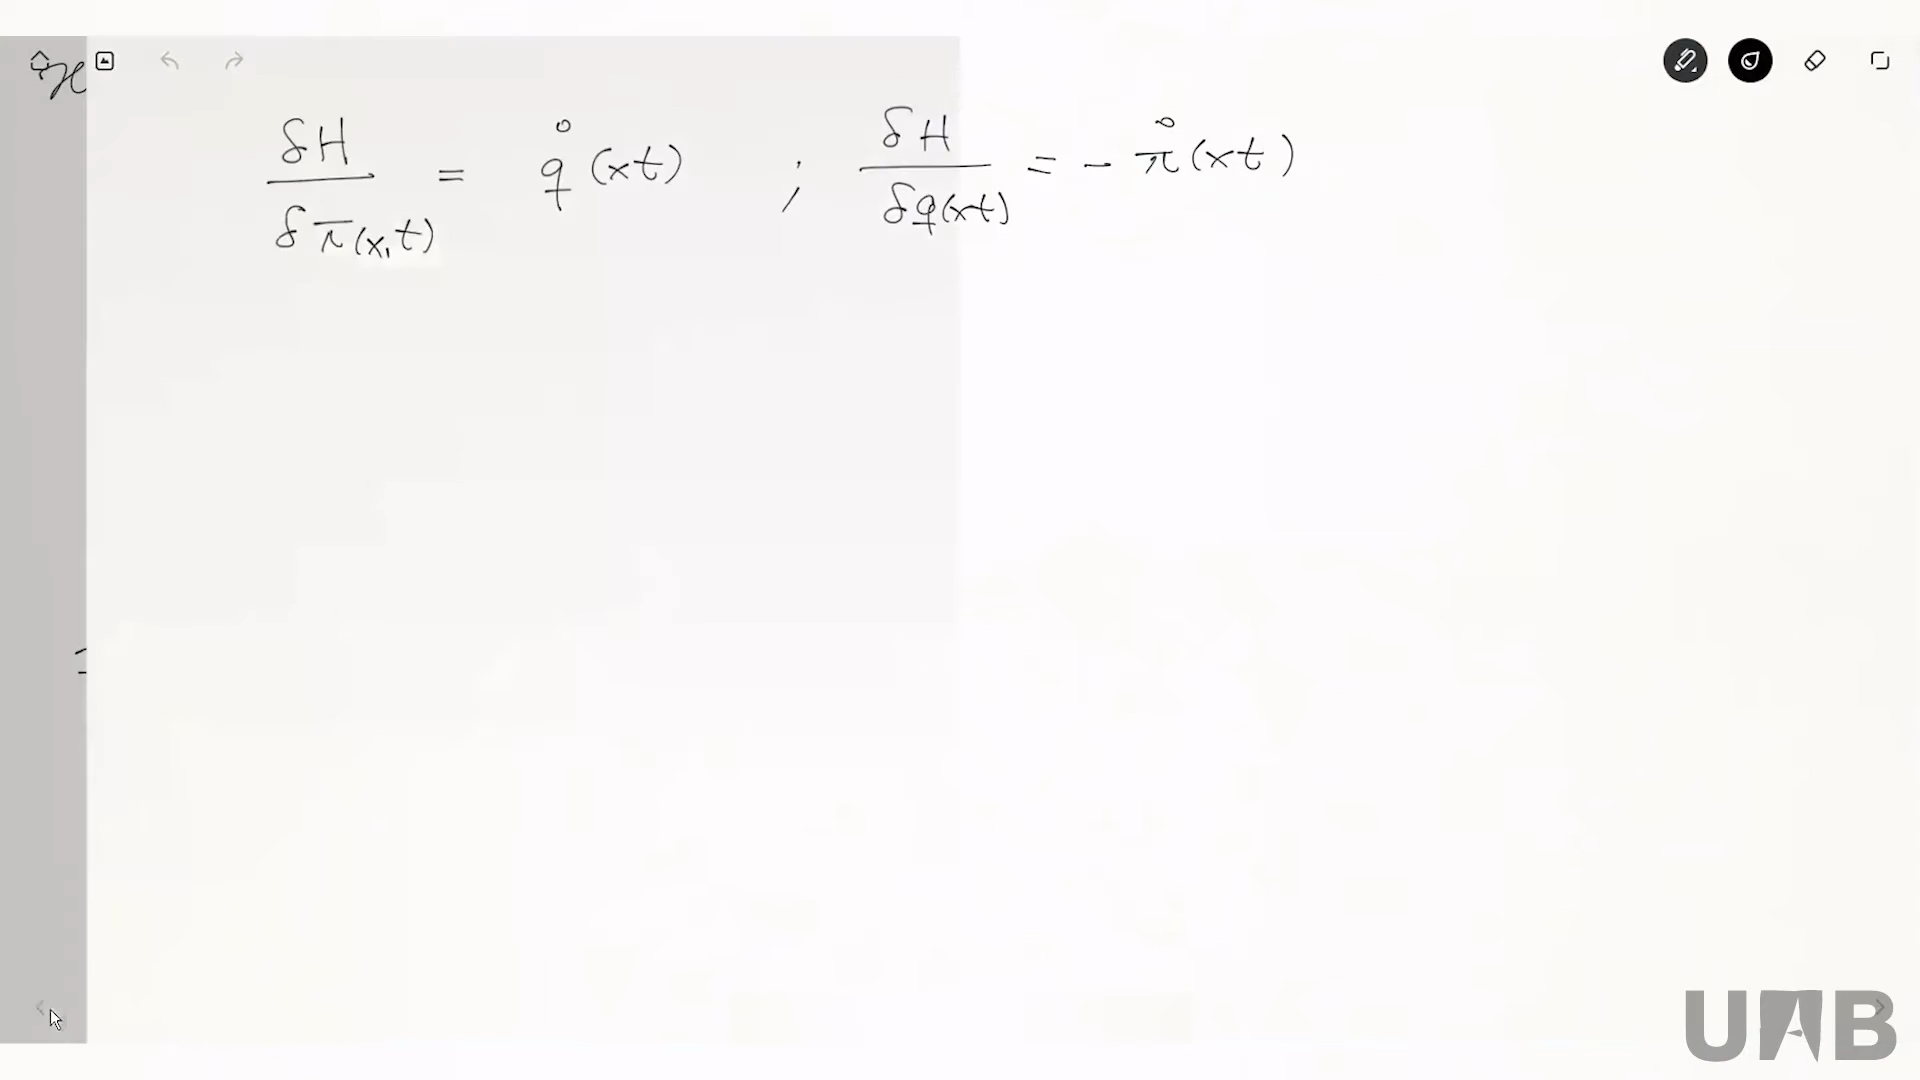 δH / δπ(x,t) = q̇(xt) ; δH / δq(xt) = - π̇(xt)
UAB